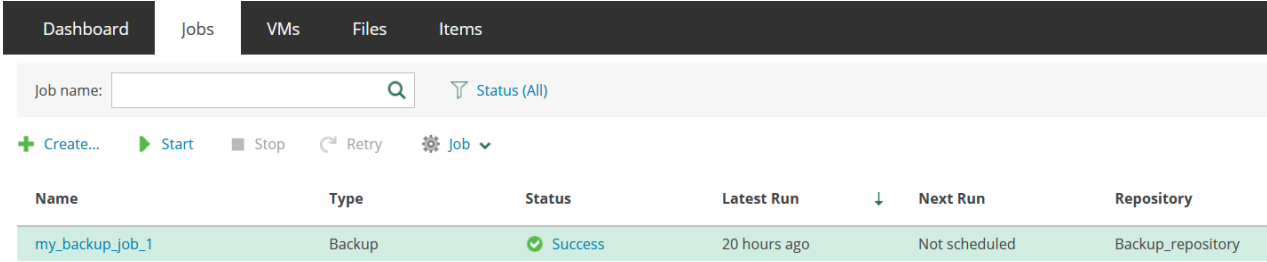 Dashboard Jobs VMs Files Items
Job name: Status (All)
Create... Start Stop Retry Job
Name Type Status Latest Run Next Run Repository
my_backup_job_1 Backup Success 20 hours ago Not scheduled Backup_repository